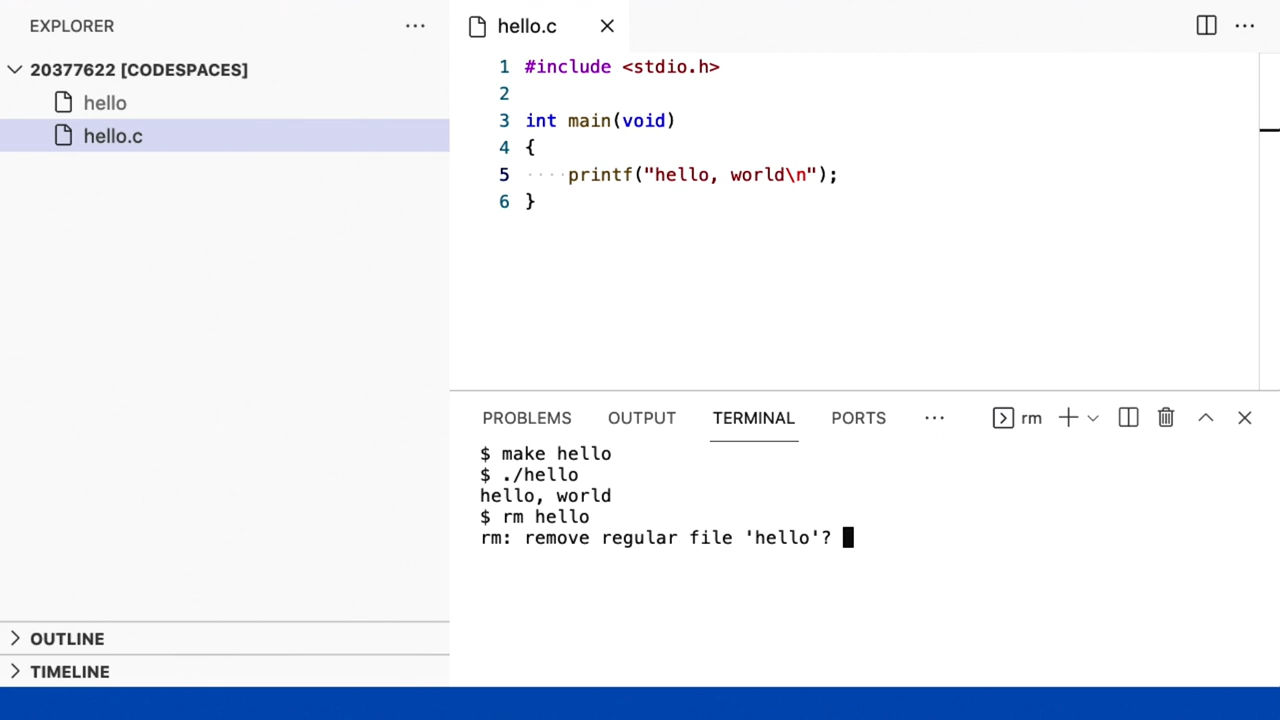 EXPLORER
20377622 [CODESPACES]
hello
hello.c
OUTLINE
TIMELINE
hello.c
1 #include <stdio.h>
2
3 int main(void)
4 {
5 ····printf("hello, world\n");
6 }
PROBLEMS OUTPUT TERMINAL PORTS ··· rm
$ make hello
$ ./hello
hello, world
$ rm hello
rm: remove regular file 'hello'?